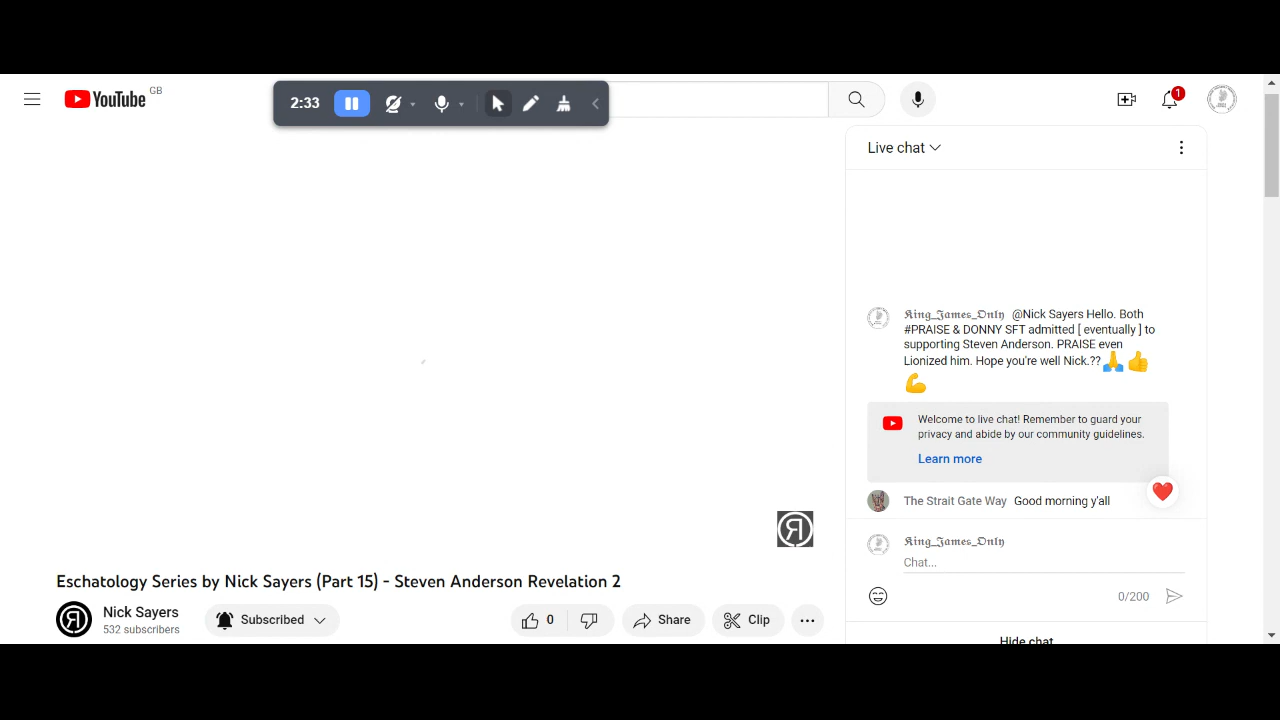 YouTube GB
2:33
1
Live chat
𝔎𝔦𝔫𝔤_𝔍𝔞𝔪𝔢𝔰_𝔒𝔫𝔩𝔶 @Nick Sayers Hello. Both
#PRAISE & DONNY SFT admitted [ eventually ] to
supporting Steven Anderson. PRAISE even
Lionized him. Hope you're well Nick.??🙏👍
💪
Welcome to live chat! Remember to guard your
privacy and abide by our community guidelines.
Learn more
The Strait Gate Way Good morning y'all
𝔎𝔦𝔫𝔤_𝔍𝔞𝔪𝔢𝔰_𝔒𝔫𝔩𝔶
Chat...
0/200
Hide chat
Eschatology Series by Nick Sayers (Part 15) - Steven Anderson Revelation 2
Nick Sayers
532 subscribers
Subscribed
0
Share
Clip